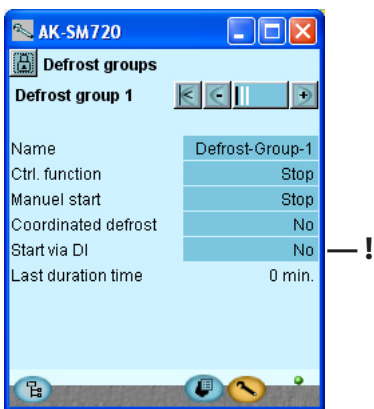 AK-SM720
Defrost groups
Defrost group 1
Name Defrost-Group-1
Ctrl. function Stop
Manuel start Stop
Coordinated defrost No
Start via DI No — !
Last duration time 0 min.